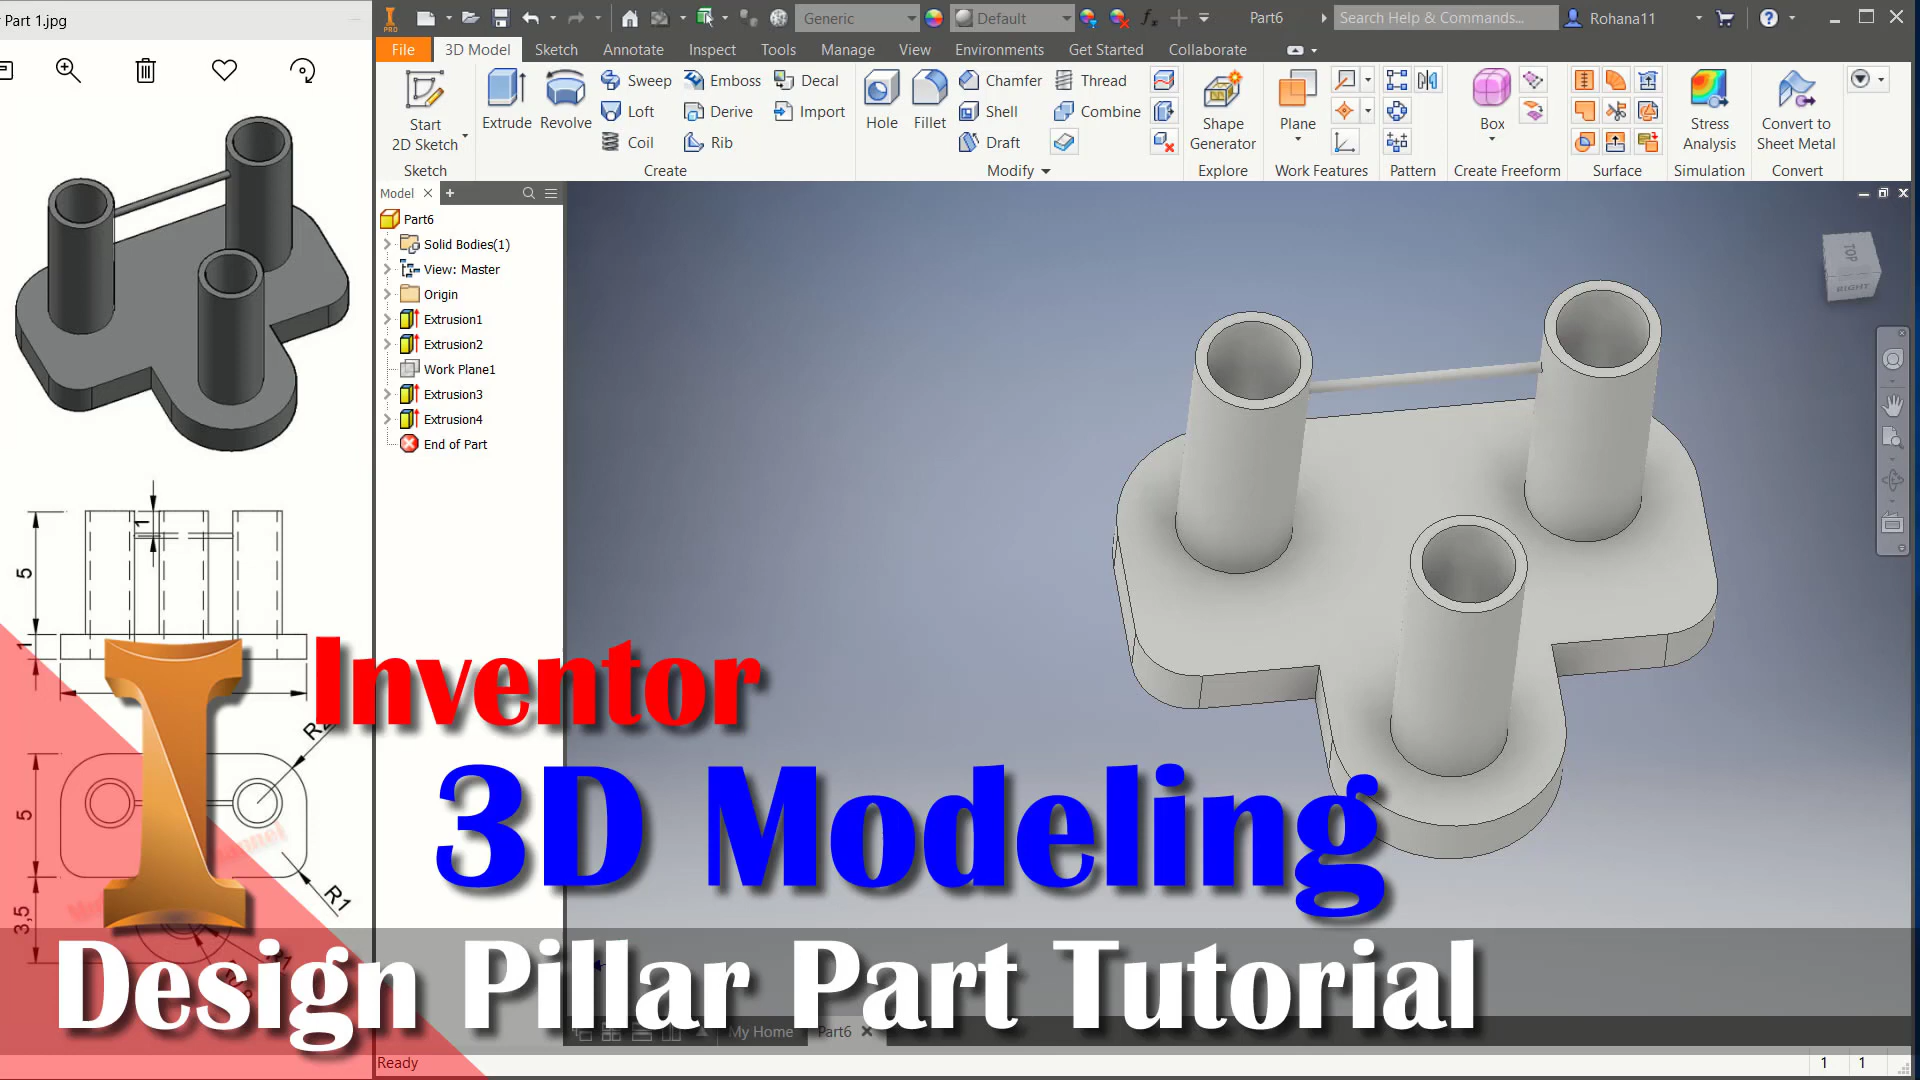 Part 1.jpg
PRO
Generic
Default
Part6
Search Help & Commands...
Rohana11
File
3D Model
Sketch
Annotate
Inspect
Tools
Manage
View
Environments
Get Started
Collaborate
Start
2D Sketch
Extrude
Revolve
Sweep
Loft
Coil
Emboss
Derive
Rib
Decal
Import
Hole
Fillet
Chamfer
Shell
Draft
Thread
Combine
Shape
Generator
Plane
Box
Stress
Analysis
Convert to
Sheet Metal
Sketch
Create
Modify
Explore
Work Features
Pattern
Create Freeform
Surface
Simulation
Convert
Model
Part6
Solid Bodies(1)
View: Master
Origin
Extrusion1
Extrusion2
Work Plane1
Extrusion3
Extrusion4
End of Part
TOP
RIGHT
1
5
1
5
3,5
R1
Inventor
3D Modeling
Design Pillar Part Tutorial
My Home
Part6
Ready
1
1